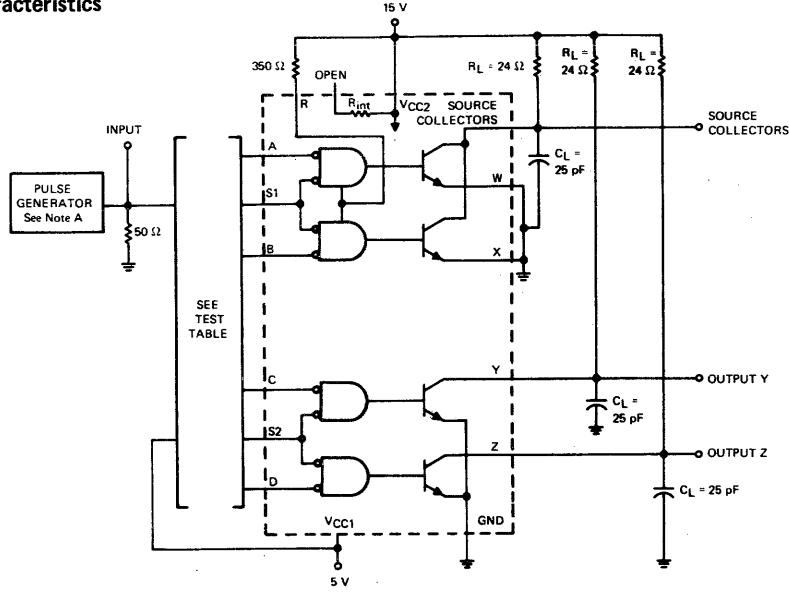 acteristics
15 V
350 Ω
OPEN
R
Rint
VCC2
SOURCE
COLLECTORS
RL = 24 Ω
RL =
24 Ω
RL =
24 Ω
SOURCE
COLLECTORS
INPUT
PULSE
GENERATOR
See Note A
50 Ω
A
S1
B
W
X
CL =
25 pF
SEE
TEST
TABLE
C
S2
D
Y
Z
OUTPUT Y
CL =
25 pF
OUTPUT Z
CL = 25 pF
VCC1
GND
5 V